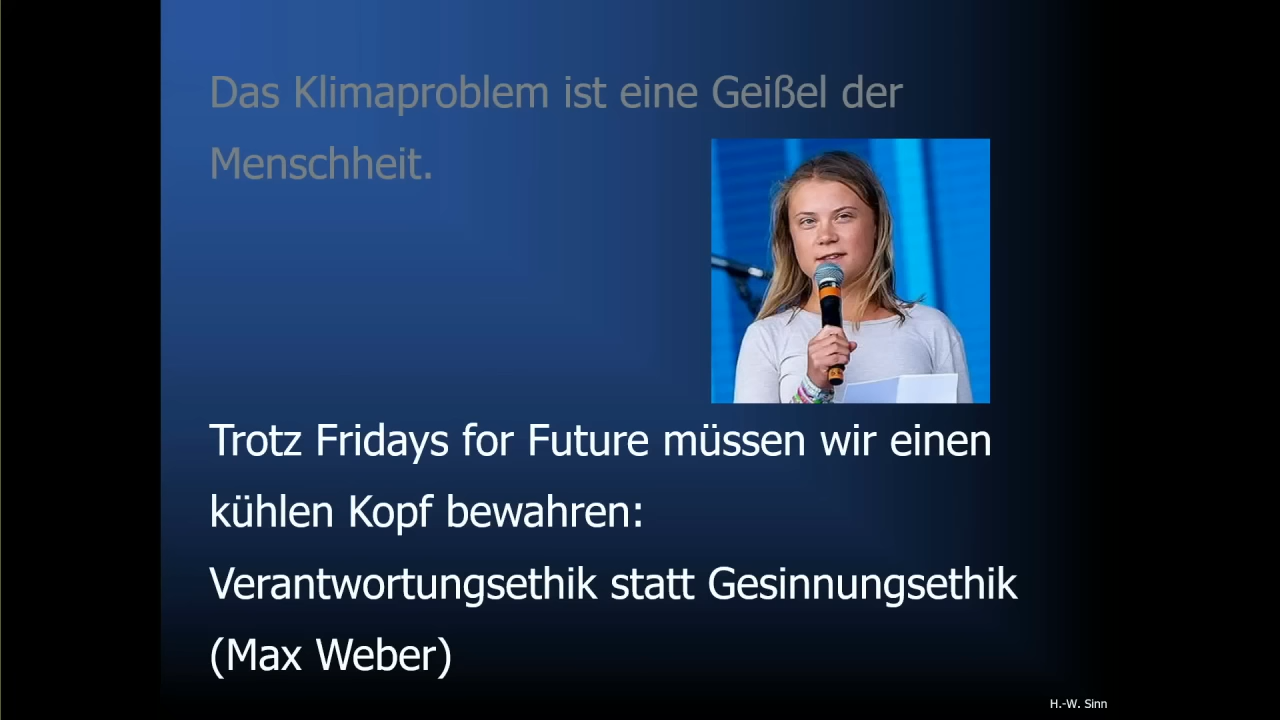 Das Klimaproblem ist eine Geißel der
Menschheit.
Trotz Fridays for Future müssen wir einen
kühlen Kopf bewahren:
Verantwortungsethik statt Gesinnungsethik
(Max Weber)
H.-W. Sinn